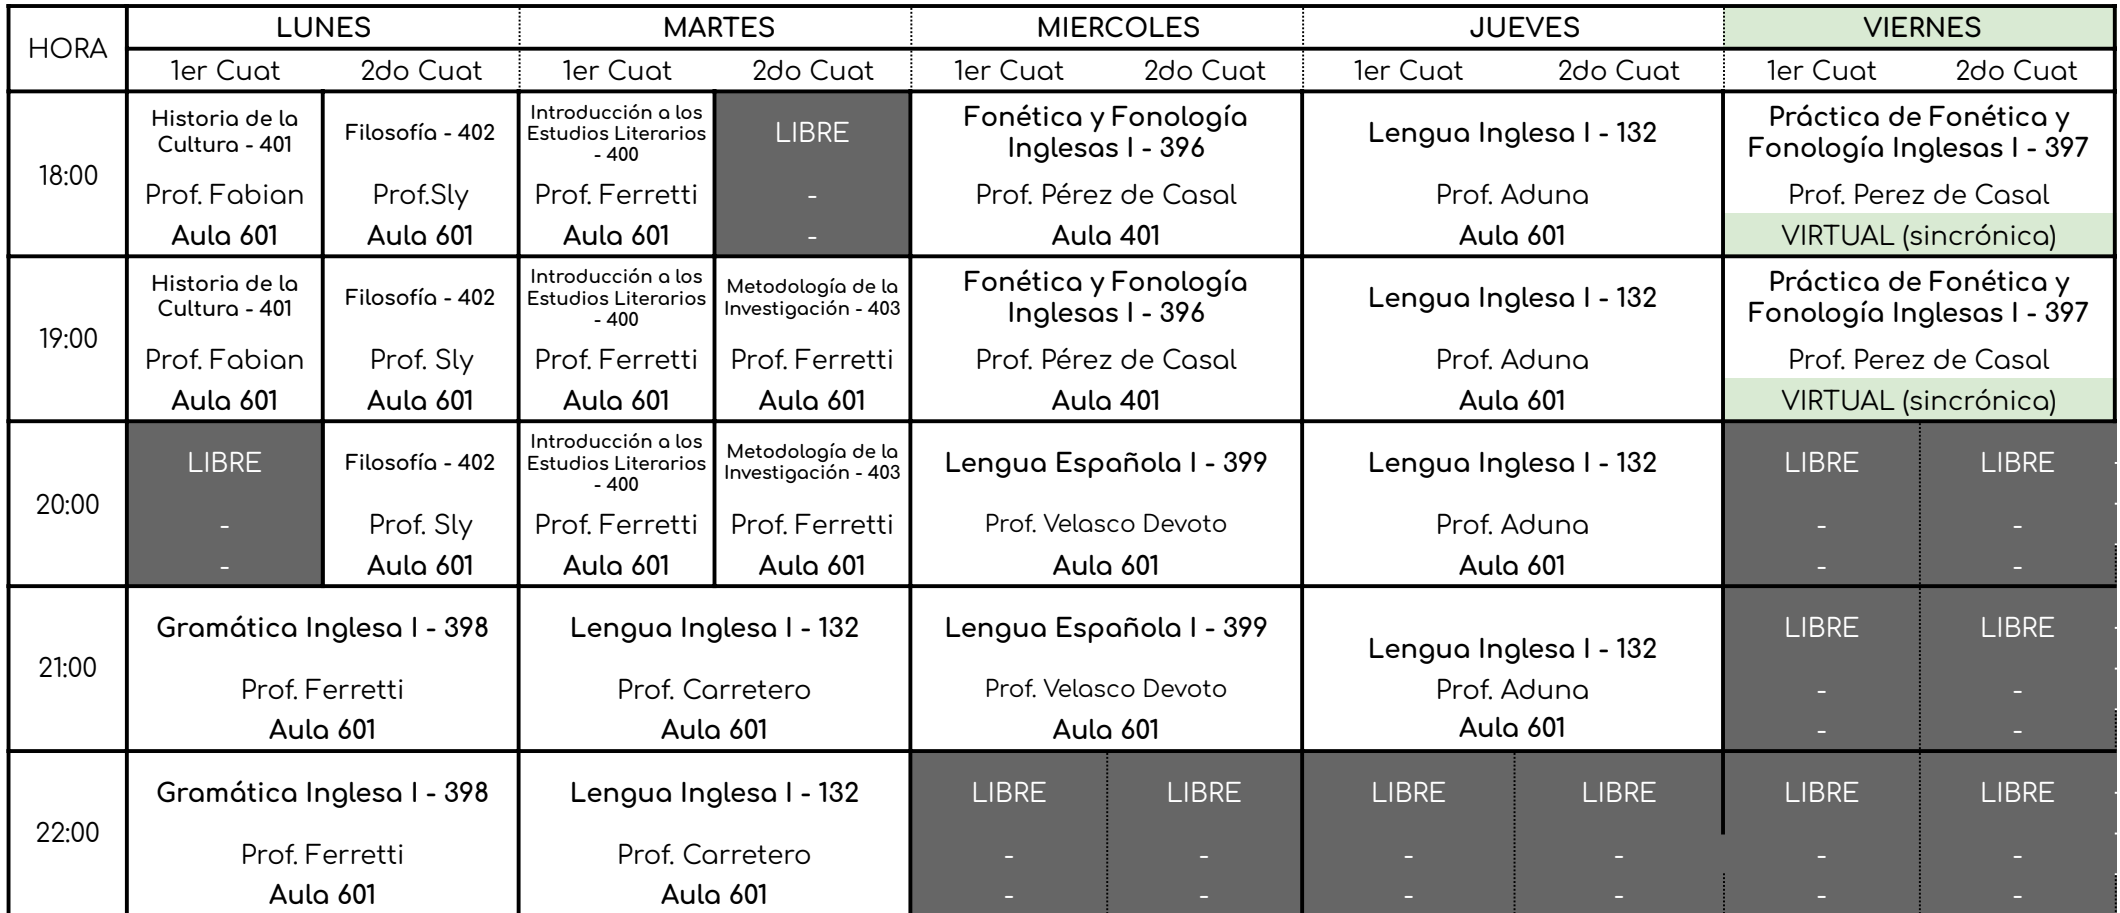 HORA
LUNES
MARTES
MIERCOLES
JUEVES
VIERNES
1er Cuat
2do Cuat
1er Cuat
2do Cuat
1er Cuat
2do Cuat
1er Cuat
2do Cuat
1er Cuat
2do Cuat
18:00
Historia de la
Cultura - 401
Prof. Fabian
Aula 601
Filosofía - 402
Prof.Sly
Aula 601
Introducción a los
Estudios Literarios
- 400
Prof. Ferretti
Aula 601
LIBRE
-
-
Fonética y Fonología
Inglesas I - 396
Prof. Pérez de Casal
Aula 401
Lengua Inglesa I - 132
Prof. Aduna
Aula 601
Práctica de Fonética y
Fonología Inglesas I - 397
Prof. Perez de Casal
VIRTUAL (sincrónica)
19:00
Historia de la
Cultura - 401
Prof. Fabian
Aula 601
Filosofía - 402
Prof. Sly
Aula 601
Introducción a los
Estudios Literarios
- 400
Prof. Ferretti
Aula 601
Metodología de la
Investigación - 403
Prof. Ferretti
Aula 601
Fonética y Fonología
Inglesas I - 396
Prof. Pérez de Casal
Aula 401
Lengua Inglesa I - 132
Prof. Aduna
Aula 601
Práctica de Fonética y
Fonología Inglesas I - 397
Prof. Perez de Casal
VIRTUAL (sincrónica)
20:00
LIBRE
-
-
Filosofía - 402
Prof. Sly
Aula 601
Introducción a los
Estudios Literarios
- 400
Prof. Ferretti
Aula 601
Metodología de la
Investigación - 403
Prof. Ferretti
Aula 601
Lengua Española I - 399
Prof. Velasco Devoto
Aula 601
Lengua Inglesa I - 132
Prof. Aduna
Aula 601
LIBRE
-
-
LIBRE
-
-
21:00
Gramática Inglesa I - 398
Prof. Ferretti
Aula 601
Lengua Inglesa I - 132
Prof. Carretero
Aula 601
Lengua Española I - 399
Prof. Velasco Devoto
Aula 601
Lengua Inglesa I - 132
Prof. Aduna
Aula 601
LIBRE
-
-
LIBRE
-
-
22:00
Gramática Inglesa I - 398
Prof. Ferretti
Aula 601
Lengua Inglesa I - 132
Prof. Carretero
Aula 601
LIBRE
-
-
LIBRE
-
-
LIBRE
-
-
LIBRE
-
-
LIBRE
-
-
LIBRE
-
-